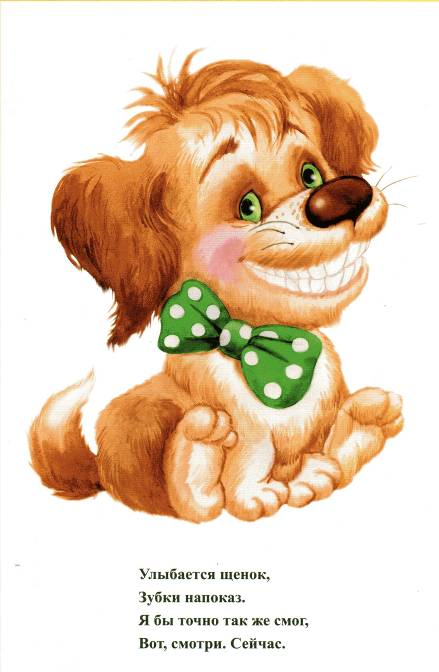 Улыбается щенок,
Зубки напоказ.
Я бы точно так же смог,
Вот, смотри. Сейчас.